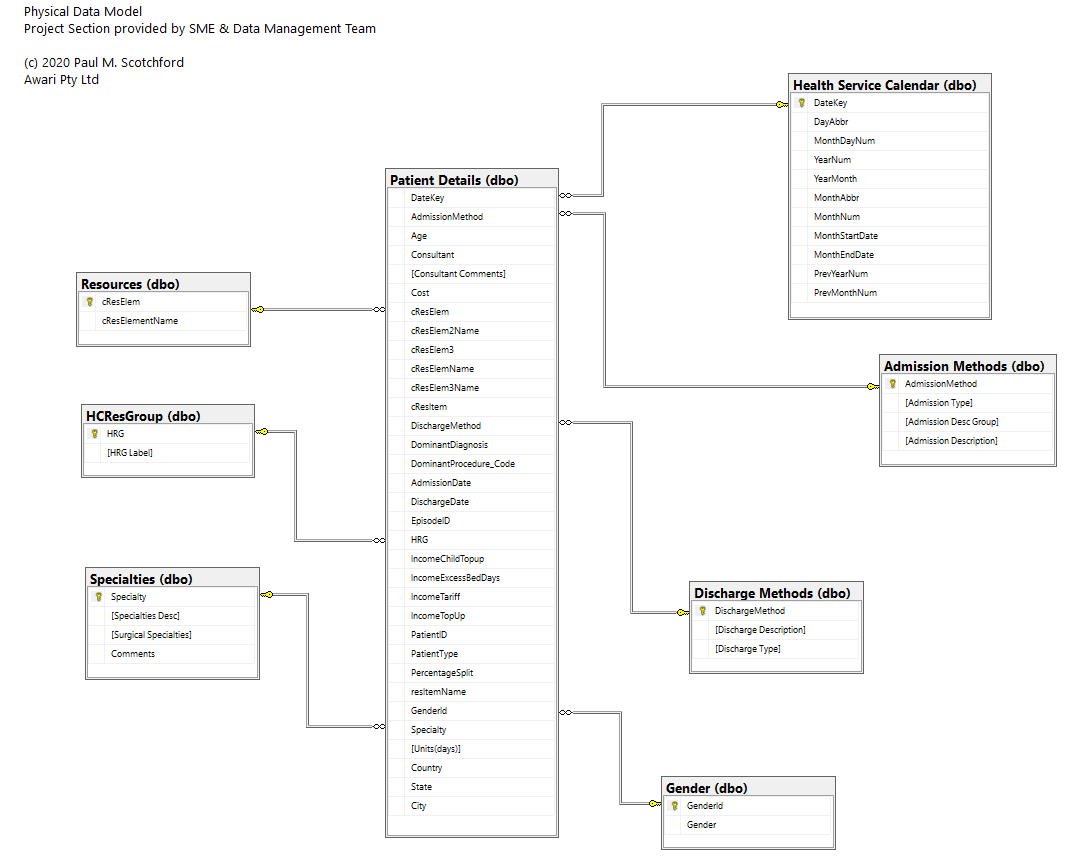 Physical Data Model
Project Section provided by SME & Data Management Team
(c) 2020 Paul M. Scotchford
Awari Pty Ltd
Health Service Calendar (dbo)
DateKey
DayAbbr
MonthDayNum
YearNum
YearMonth
MonthAbbr
MonthNum
MonthStartDate
MonthEndDate
PrevYearNum
PrevMonthNum
Patient Details (dbo)
DateKey
AdmissionMethod
Age
Consultant
[Consultant Comments]
Cost
cResElem
cResElem2Name
cResElem3
cResElemName
cResElem3Name
cResItem
DischargeMethod
DominantDiagnosis
DominantProcedure_Code
AdmissionDate
DischargeDate
EpisodeID
HRG
IncomeChildTopup
IncomeExcessBedDays
IncomeTariff
IncomeTopUp
PatientID
PatientType
PercentageSplit
resItemName
GenderId
Specialty
[Units(days)]
Country
State
City
Resources (dbo)
cResElem
cResElementName
HCResGroup (dbo)
HRG
[HRG Label]
Specialties (dbo)
Specialty
[Specialties Desc]
[Surgical Specialties]
Comments
Admission Methods (dbo)
AdmissionMethod
[Admission Type]
[Admission Desc Group]
[Admission Description]
Discharge Methods (dbo)
DischargeMethod
[Discharge Description]
[Discharge Type]
Gender (dbo)
GenderId
Gender